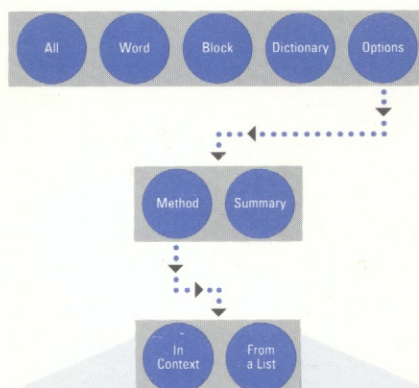 All
Word
Block
Dictionary
Options
Method
Summary
In
Context
From
a List